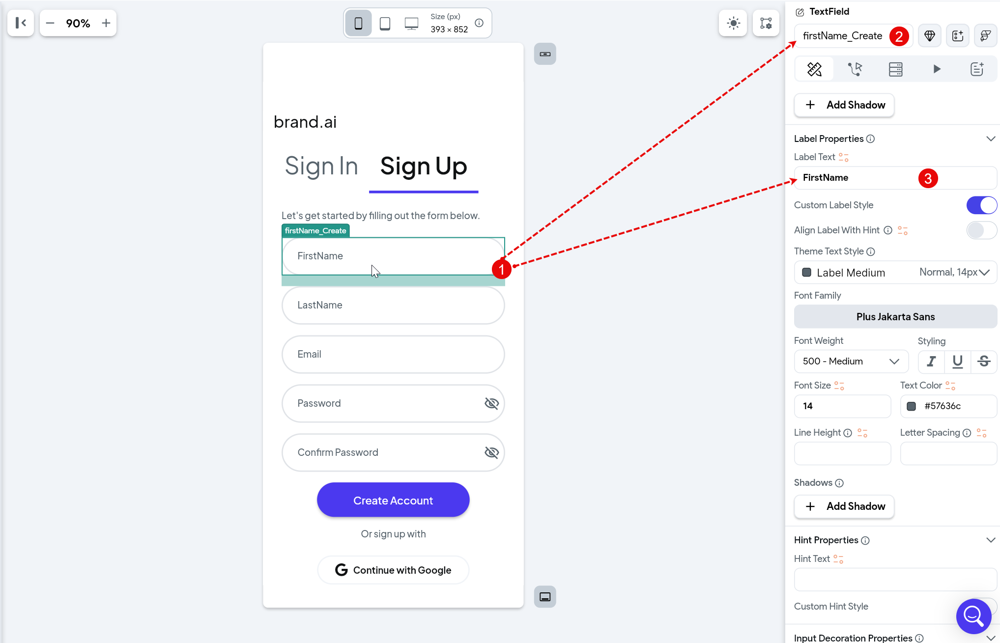 90%
Size (px)
393 × 852
brand.ai
Sign In
Sign Up
Let's get started by filling out the form below.
firstName_Create
FirstName
1
LastName
Email
Password
Confirm Password
Create Account
Or sign up with
G Continue with Google
TextField
firstName_Create
2
+ Add Shadow
Label Properties
Label Text
FirstName
3
Custom Label Style
Align Label With Hint
Theme Text Style
Label Medium
Normal, 14px
Font Family
Plus Jakarta Sans
Font Weight
Styling
500 - Medium
I U S
Font Size
Text Color
14
#57636c
Line Height
Letter Spacing
Shadows
+ Add Shadow
Hint Properties
Hint Text
Custom Hint Style
Input Decoration Properties